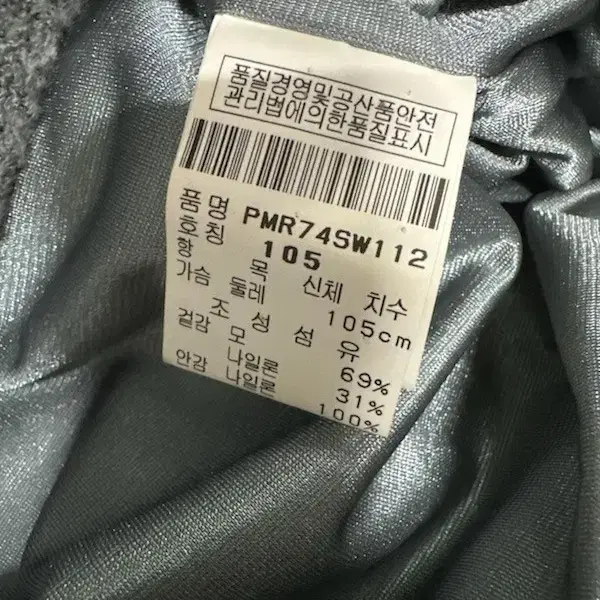 품질경영및공산품안전
관리법에의한품질표시
품 명 PMR74SW112
호칭 105
항 목 신체 치수
가슴 둘레 105cm
조 성 섬 유
겉감 모 69%
나일론 31%
안감 나일론 100%